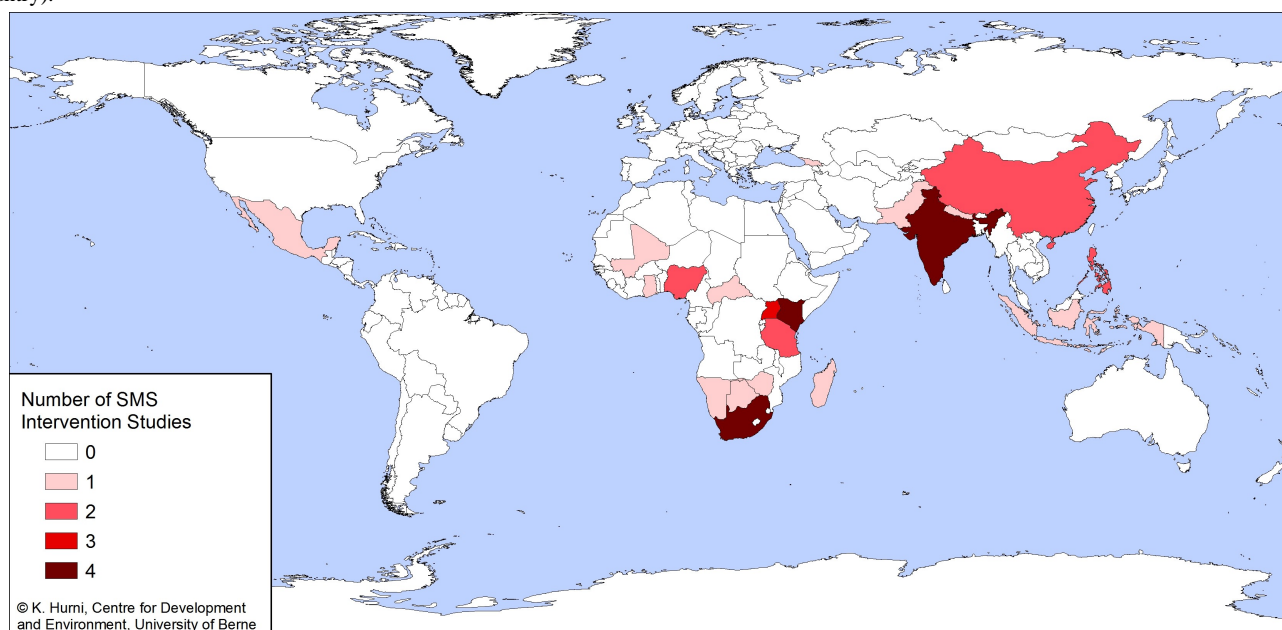 Number of SMS
Intervention Studies
0
1
2
3
4
© K. Hurni, Centre for Development
and Environment, University of Berne